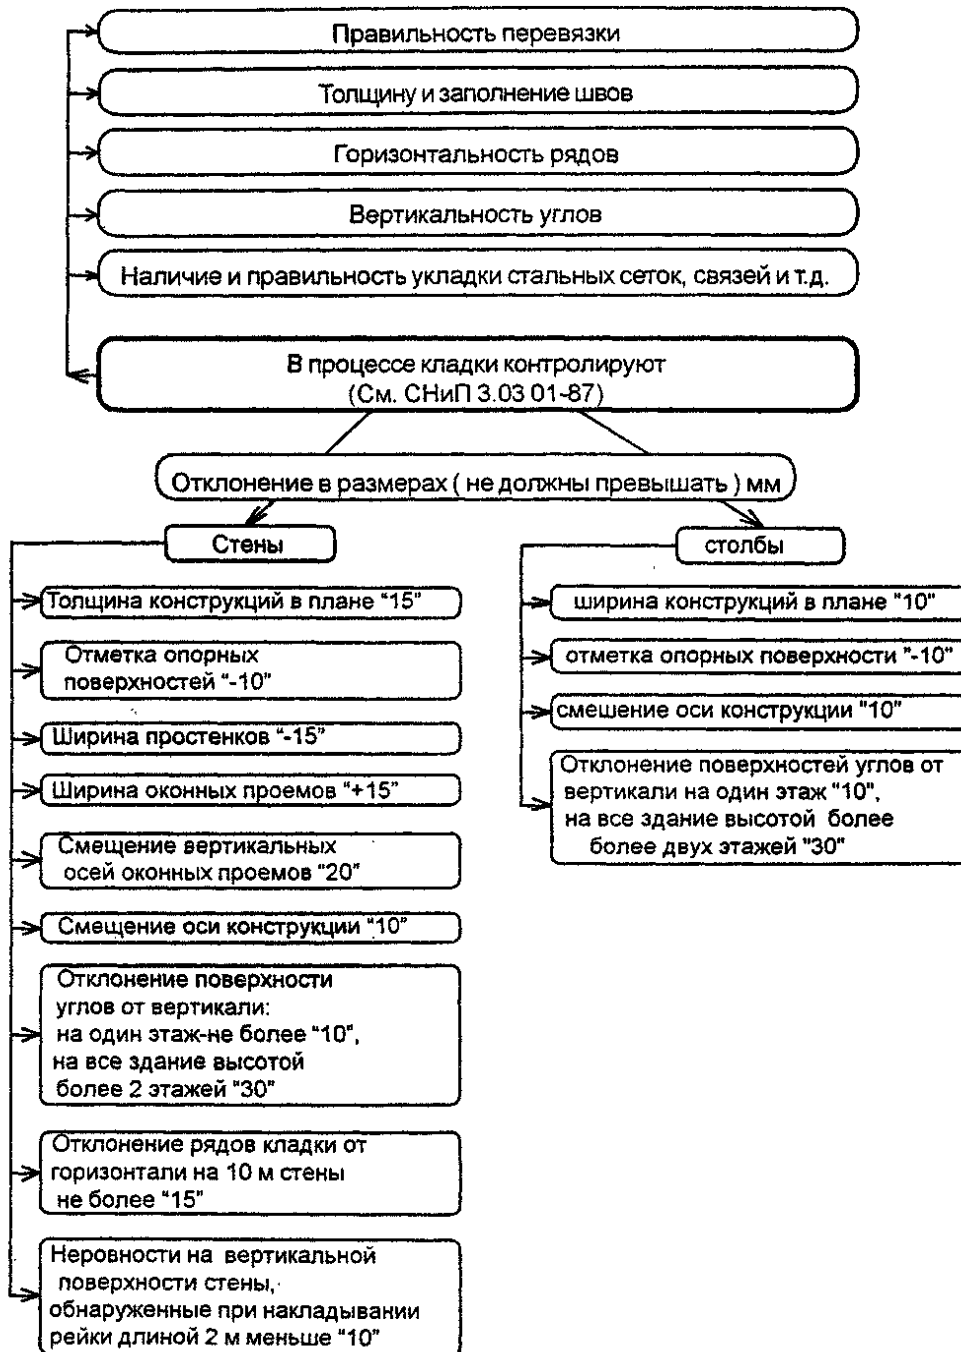 Правильность перевязки
Толщину и заполнение швов
Горизонтальность рядов
Вертикальность углов
Наличие и правильность укладки стальных сеток, связей и т.д.
В процессе кладки контролируют
(См. СНиП 3.03 01-87)
Отклонение в размерах ( не должны превышать ) мм
Стены
Толщина конструкций в плане “15”
Отметка опорных
поверхностей “-10”
Ширина простенков “-15”
Ширина оконных проемов “+15”
Смещение вертикальных
осей оконных проемов “20”
Смещение оси конструкции “10”
Отклонение поверхности
углов от вертикали:
на один этаж-не более “10”,
на все здание высотой
более 2 этажей “30”
Отклонение рядов кладки от
горизонтали на 10 м стены
не более “15”
Неровности на вертикальной
поверхности стены,
обнаруженные при накладывании
рейки длиной 2 м меньше “10”
столбы
ширина конструкций в плане "10"
отметка опорных поверхности "-10"
смешение оси конструкции "10"
Отклонение поверхностей углов от
вертикали на один этаж "10",
на все здание высотой более
более двух этажей "30"